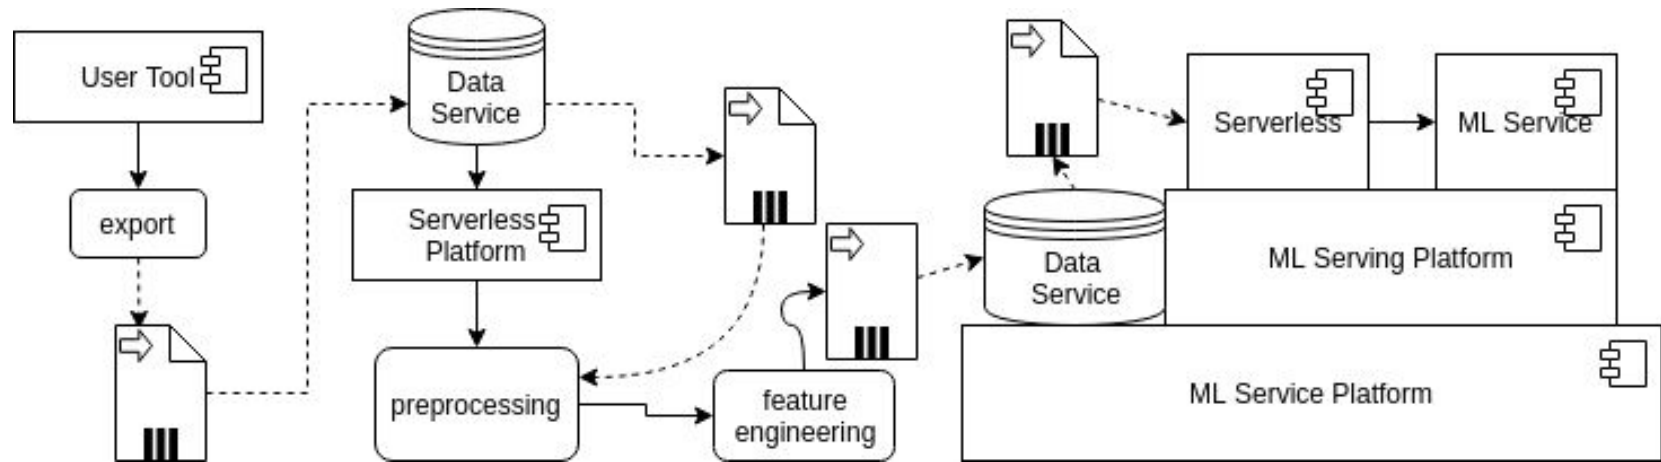 User Tool
export
Data
Service
Serverless
Platform
preprocessing
feature
engineering
Data
Service
Serverless
ML Service
ML Serving Platform
ML Service Platform